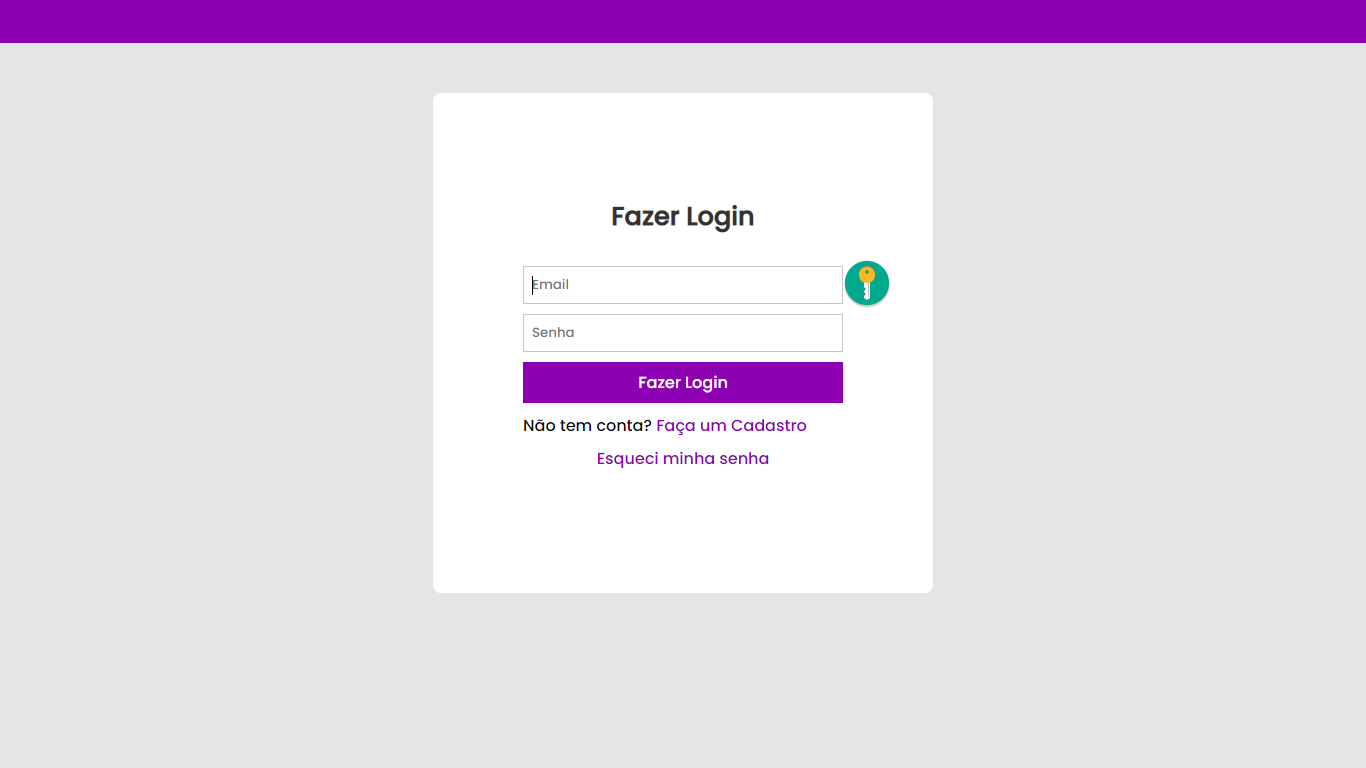 Fazer Login
Email
Senha
Fazer Login
Não tem conta? Faça um Cadastro
Esqueci minha senha